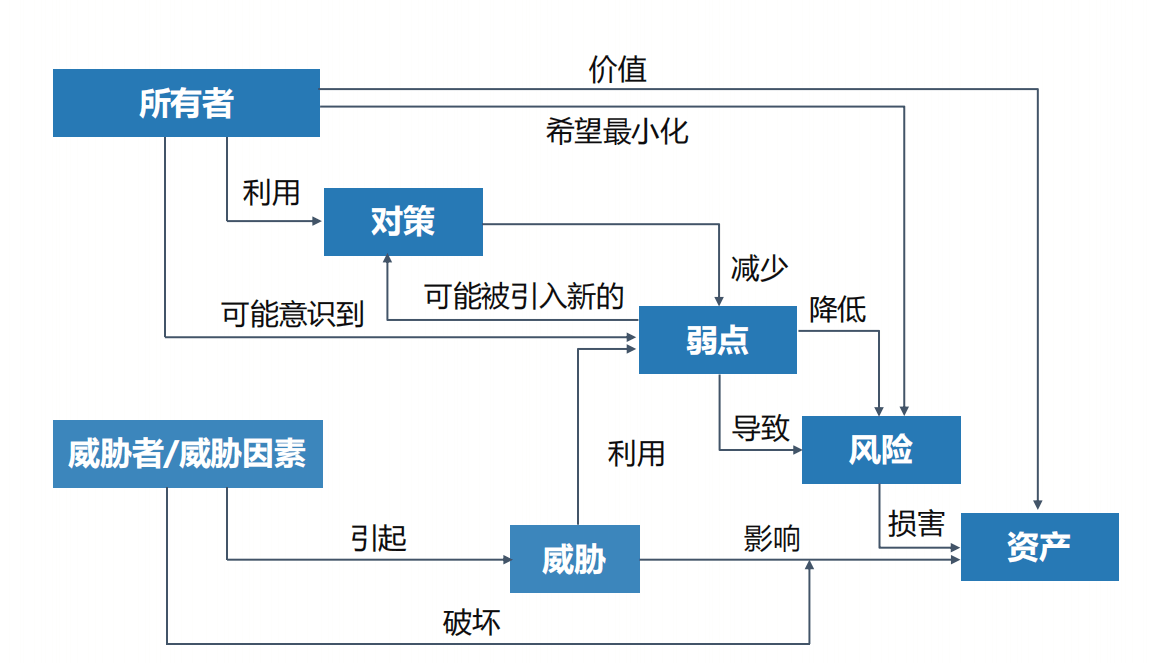 价值
所有者
希望最小化
利用
对策
减少
可能被引入新的
可能意识到
降低
弱点
导致
利用
风险
威胁者/威胁因素
损害
引起
影响
资产
威胁
破坏